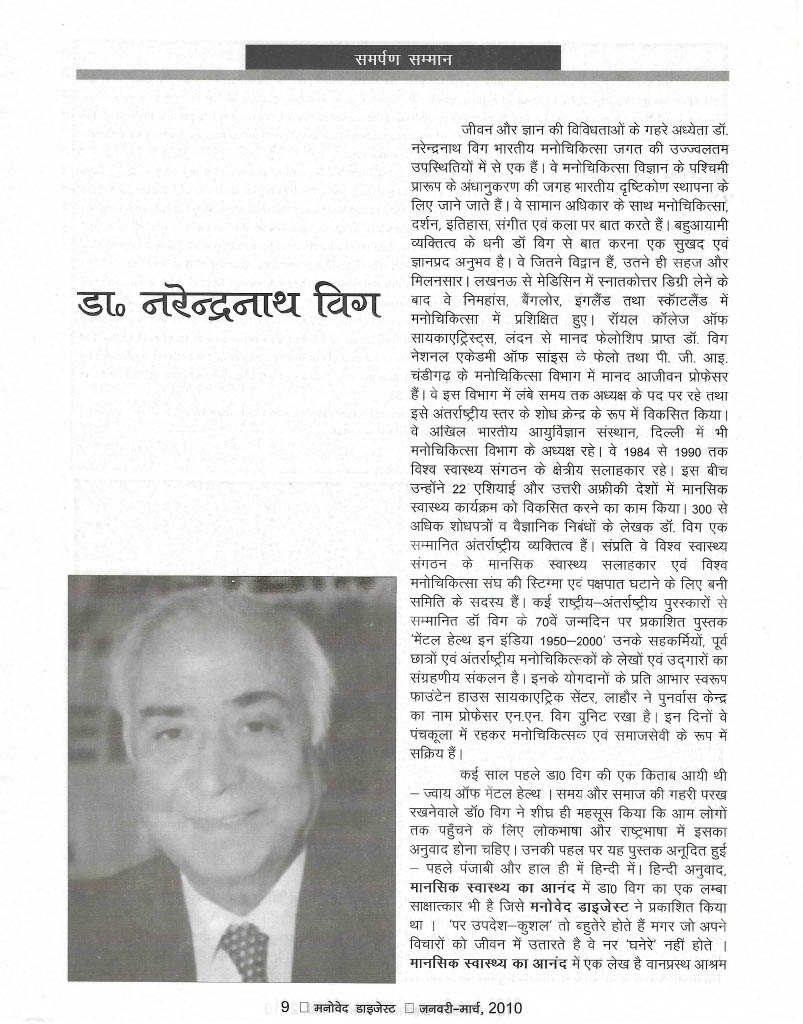 समर्पण सम्मान
डा० नरेन्द्रनाथ विग
जीवन और ज्ञान की विविधताओं के गहरे अध्येता डॉ.
नरेन्द्रनाथ विग भारतीय मनोचिकित्सा जगत की उज्ज्वलतम
उपस्थितियों में से एक हैं। वे मनोचिकित्सा विज्ञान के पश्चिमी
प्रारूप के अंधानुकरण की जगह भारतीय दृष्टिकोण स्थापना के
लिए जाने जाते हैं। वे सामान अधिकार के साथ मनोचिकित्सा,
दर्शन, इतिहास, संगीत एवं कला पर बात करते हैं। बहुआयामी
व्यक्तित्व के धनी डॉ विग से बात करना एक सुखद एवं
ज्ञानप्रद अनुभव है। वे जितने विद्वान हैं, उतने ही सहज और
मिलनसार। लखनऊ से मेडिसिन में स्नातकोत्तर डिग्री लेने के
बाद वे निमहांस, बैंगलोर, इगलैंड तथा स्कॅाटलैंड में
मनोचिकित्सा में प्रशिक्षित हुए। रॉयल कॉलेज ऑफ
सायकाएट्रिस्ट्स, लंदन से मानद फेलोशिप प्राप्त डॉ. विग
नेशनल एकेडमी ऑफ सांइस के फेलो तथा पी. जी. आइ.
चंडीगढ़ के मनोचिकित्सा विभाग में मानद आजीवन प्रोफेसर
हैं। वे इस विभाग में लंबे समय तक अध्यक्ष के पद पर रहे तथा
इसे अंतर्राष्ट्रीय स्तर के शोध क्रेन्द के रूप में विकसित किया।
वे अखिल भारतीय आयुर्विज्ञान संस्थान, दिल्ली में भी
मनोचिकित्सा विभाग के अध्यक्ष रहे। वे 1984 से 1990 तक
विश्व स्वास्थ्य संगठन के क्षेत्रीय सलाहकार रहे। इस बीच
उन्होंने 22 एशियाई और उत्तरी अफ्रीकी देशों में मानसिक
स्वास्थ्य कार्यक्रम को विकसित करने का काम किया। 300 से
अधिक शोधपत्रों व वैज्ञानिक निबंधों के लेखक डॉ. विग एक
सम्मानित अंतर्राष्ट्रीय व्यक्तित्व हैं। संप्रति वे विश्व स्वास्थ्य
संगठन के मानसिक स्वास्थ्य सलाहकार एवं विश्व
मनोचिकित्सा संघ की स्टिग्मा एवं पक्षपात घटाने के लिए बनी
समिति के सदस्य हैं। कई राष्ट्रीय–अंतर्राष्ट्रीय पुरस्कारों से
सम्मानित डॉ विग के 70वें जन्मदिन पर प्रकाशित पुस्तक
'मेंटल हेल्थ इन इंडिया 1950–2000' उनके सहकर्मियों, पूर्व
छात्रों एवं अंतर्राष्ट्रीय मनोचिकित्सकों के लेखों एवं उद्गारों का
संग्रहणीय संकलन है। इनके योगदानों के प्रति आभार स्वरूप
फाउंटेन हाउस सायकाएट्रिक सेंटर, लाहौर ने पुनर्वास केन्द्र
का नाम प्रोफेसर एन.एन. विग युनिट रखा है। इन दिनों वे
पंचकूला में रहकर मनोचिकित्सक एवं समाजसेवी के रूप में
सक्रिय हैं।
कई साल पहले डा0 विग की एक किताब आयी थी
– ज्वाय ऑफ मेंटल हेल्थ । समय और समाज की गहरी परख
रखनेवाले डॉ0 विग ने शीघ्र ही महसूस किया कि आम लोगों
तक पहुँचने के लिए लोकभाषा और राष्ट्रभाषा में इसका
अनुवाद होना चहिए। उनकी पहल पर यह पुस्तक अनूदित हुई
– पहले पंजाबी और हाल ही में हिन्दी में। हिन्दी अनुवाद,
मानसिक स्वास्थ्य का आनंद में डा0 विग का एक लम्बा
साक्षात्कार भी है जिसे मनोवेद डाइजेस्ट ने प्रकाशित किया
था । 'पर उपदेश–कुशल' तो बहुतेरे होते हैं मगर जो अपने
विचारों को जीवन में उतारते है वे नर 'घनेरे' नहीं होते ।
मानसिक स्वास्थ्य का आनंद में एक लेख है वानप्रस्थ आश्रम
9 □ मनोवेद डाइजेस्ट □ जनवरी–मार्च, 2010